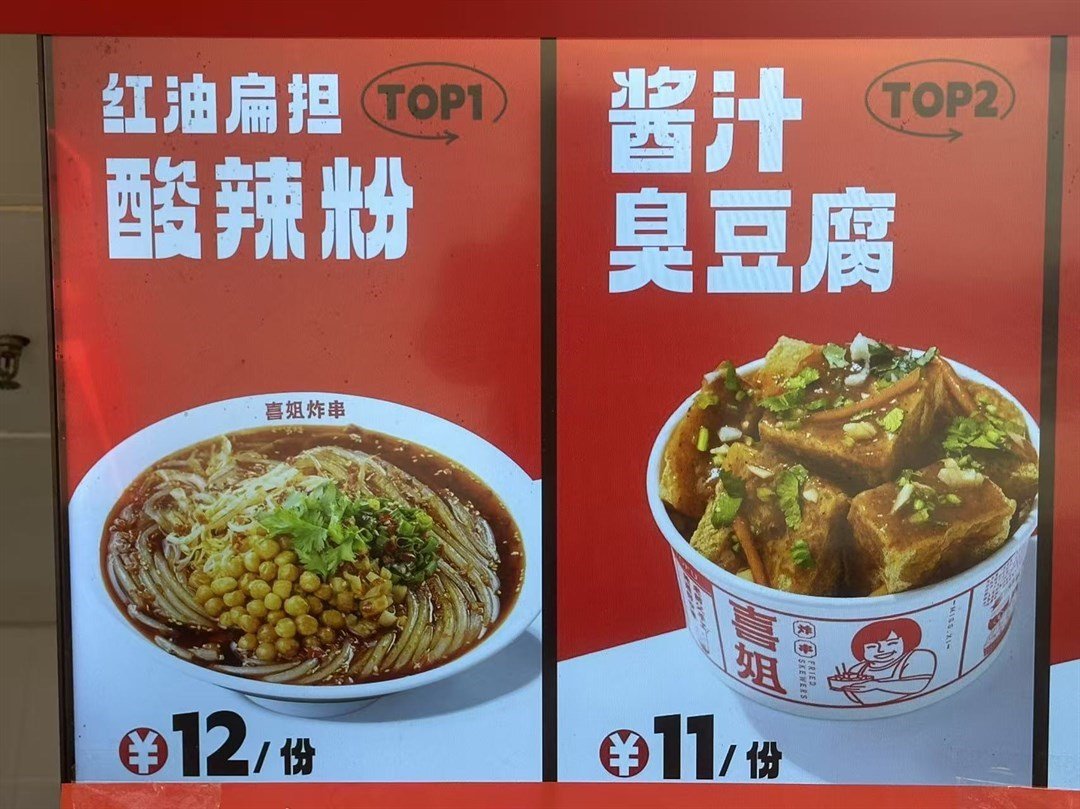 红油扁担
TOP1
酸辣粉
喜姐炸串
¥12/份
酱汁
TOP2
臭豆腐
喜姐
炸串
FRIED
SKEWERS
¥11/份